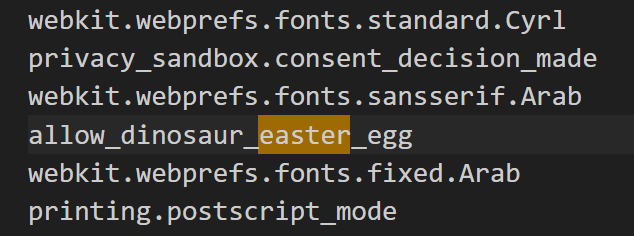 webkit.webprefs.fonts.standard.Cyrl
privacy_sandbox.consent_decision_made
webkit.webprefs.fonts.sansserif.Arab
allow_dinosaur_easter_egg
webkit.webprefs.fonts.fixed.Arab
printing.postscript_mode